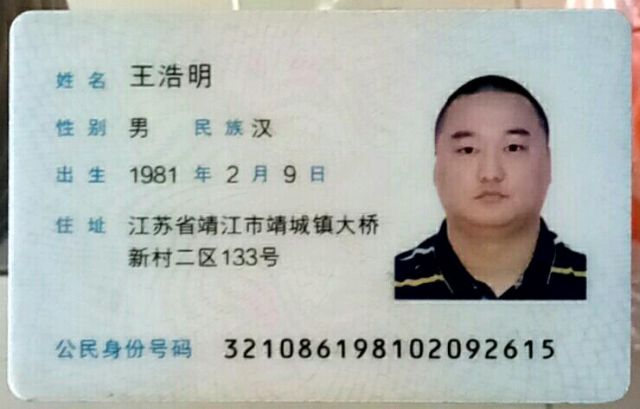 姓名 王浩明
性别 男 民族 汉
出生 1981 年 2 月 9 日
住址 江苏省靖江市靖城镇大桥
新村二区133号
公民身份号码 321086198102092615